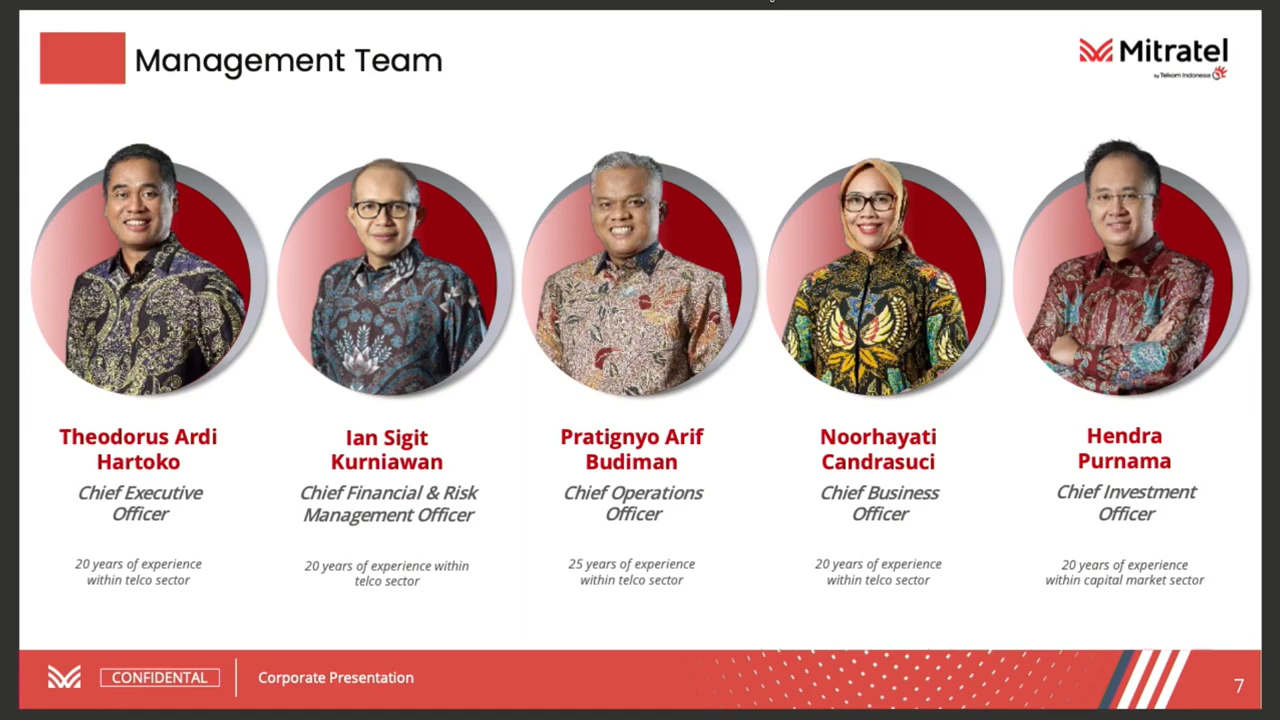 Management Team
Mitratel
by Telkom Indonesia
Theodorus Ardi
Hartoko
Chief Executive
Officer
20 years of experience
within telco sector
Ian Sigit
Kurniawan
Chief Financial & Risk
Management Officer
20 years of experience within
telco sector
Pratignyo Arif
Budiman
Chief Operations
Officer
25 years of experience
within telco sector
Noorhayati
Candrasuci
Chief Business
Officer
20 years of experience
within telco sector
Hendra
Purnama
Chief Investment
Officer
20 years of experience
within capital market sector
CONFIDENTAL
Corporate Presentation
7